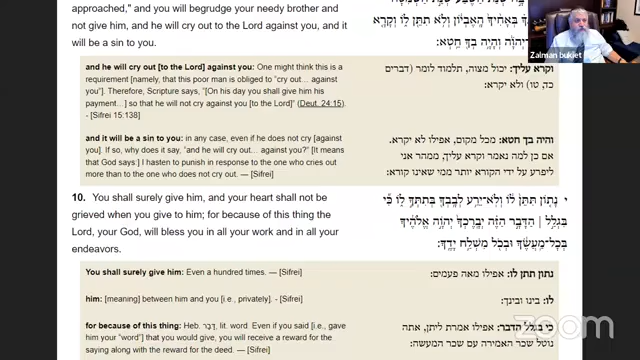 approached," and you will begrudge your needy brother and
not give him, and he will cry out to the Lord against you, and it
will be a sin to you.
בְּאָחִיךָ הָאֶבְיוֹן וְלֹא תִתֵּן לוֹ וְקָרָא
יְהֹוָה וְהָיָה בְךָ חֵטְא:
and he will cry out [to the Lord] against you: One might think this is a
requirement [namely, that this poor man is obliged to "cry out... against
you"]. Therefore, Scripture says, "[On his day you shall give him his
payment... ] so that he will not cry against you [to the Lord]" (Deut. 24:15).
- [Sifrei 15:138]
וקרא עליך: יכול מצוה, תלמוד לומר (דברים
כד, טו) ולא יקרא:
and it will be a sin to you: in any case, even if he does not cry [against
you]. If so, why does it say, "and he will cry out... against you?" [It means
that God says:] I hasten to punish in response to the one who cries out
more than to the one who does not cry out. — [Sifrei]
והיה בך חטא: מכל מקום, אפילו לא יקרא.
אם כן למה נאמר וקרא עליך, ממהר אני
ליפרע על ידי הקורא יותר ממי שאינו קורא:
10. You shall surely give him, and your heart shall not be
grieved when you give to him; for because of this thing the
Lord, your God, will bless you in all your work and in all your
endeavors.
י נָתוֹן תִּתֵּן לוֹ וְלֹא־יֵרַע לְבָבְךָ בְּתִתְּךָ לוֹ כִּי
בִּגְלַל | הַדָּבָר הַזֶּה יְבָרֶכְךָ יְהֹוָה אֱלֹהֶיךָ
בְּכָל־מַעֲשֶׂךָ וּבְכֹל מִשְׁלַח יָדֶךָ:
You shall surely give him: Even a hundred times. — [Sifrei]
נתון תתן לו: אפילו מאה פעמים:
him: [meaning] between him and you [i.e., privately]. - [Sifrei]
לו: בינו ובינך:
for because of this thing: Heb. דָּבָר, lit. word. Even if you said [i.e., gave
him your "word"] that you would give, you will receive a reward for the
saying along with the reward for the deed. — [Sifrei]
כי בגלל הדבר: אפילו אמרת ליתן, אתה
נוטל שכר האמירה עם שכר המעשה:
Zalman bukiet
zoom